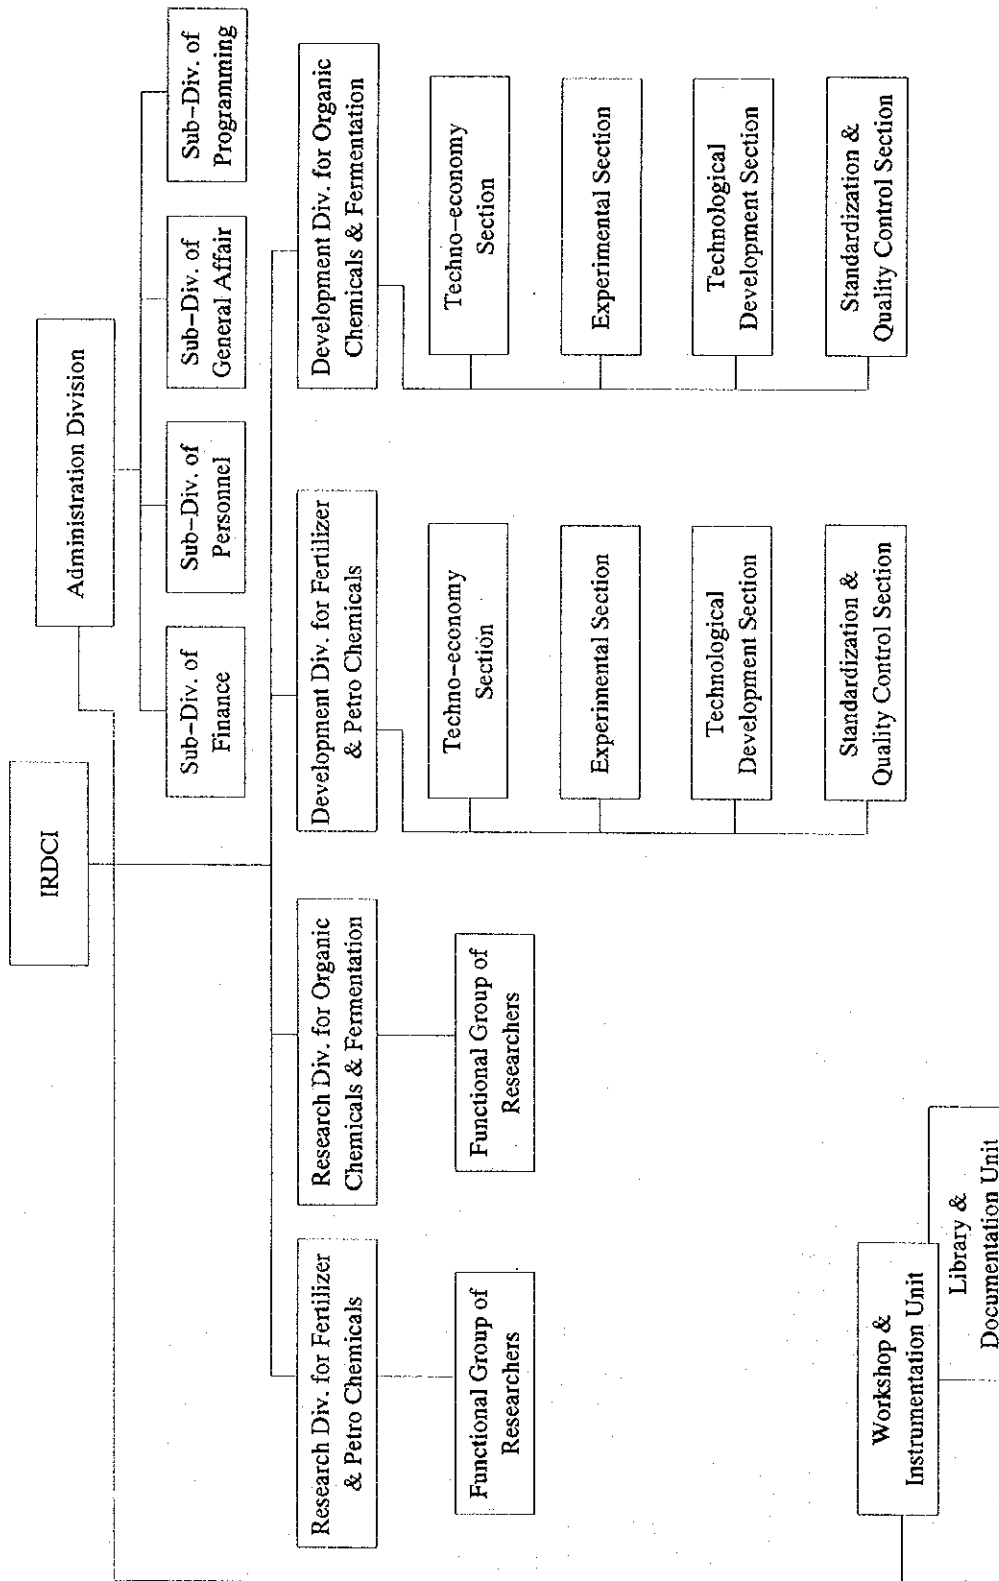 IRDCI
Administration Division
Sub-Div. of
Finance
Sub-Div. of
Personnel
Sub-Div. of
General Affair
Sub-Div. of
Programming
Research Div. for Fertilizer
& Petro Chemicals
Research Div. for Organic
Chemicals & Fermentation
Development Div. for Fertilizer
& Petro Chemicals
Development Div. for Organic
Chemicals & Fermentation
Functional Group of
Researchers
Functional Group of
Researchers
Techno-economy
Section
Experimental Section
Technological
Development Section
Standardization &
Quality Control Section
Techno-economy
Section
Experimental Section
Technological
Development Section
Standardization &
Quality Control Section
Workshop &
Instrumentation Unit
Library &
Documentation Unit